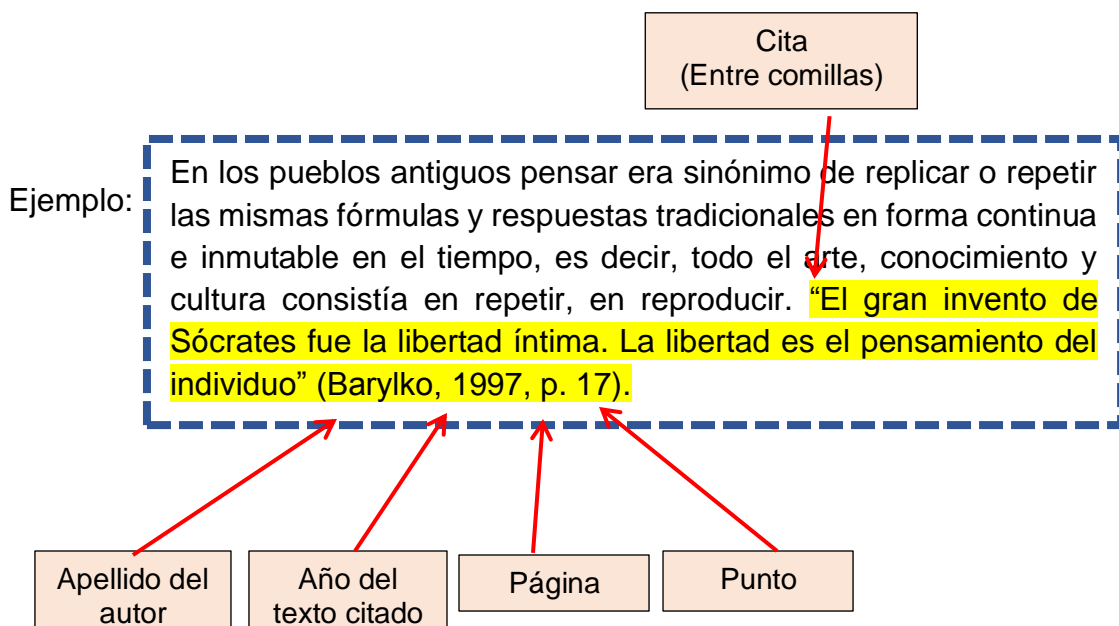 Cita
(Entre comillas)
Ejemplo:
En los pueblos antiguos pensar era sinónimo de replicar o repetir
las mismas fórmulas y respuestas tradicionales en forma continua
e inmutable en el tiempo, es decir, todo el arte, conocimiento y
cultura consistía en repetir, en reproducir. “El gran invento de
Sócrates fue la libertad íntima. La libertad es el pensamiento del
individuo” (Barylko, 1997, p. 17).
Apellido del
autor
Año del
texto citado
Página
Punto